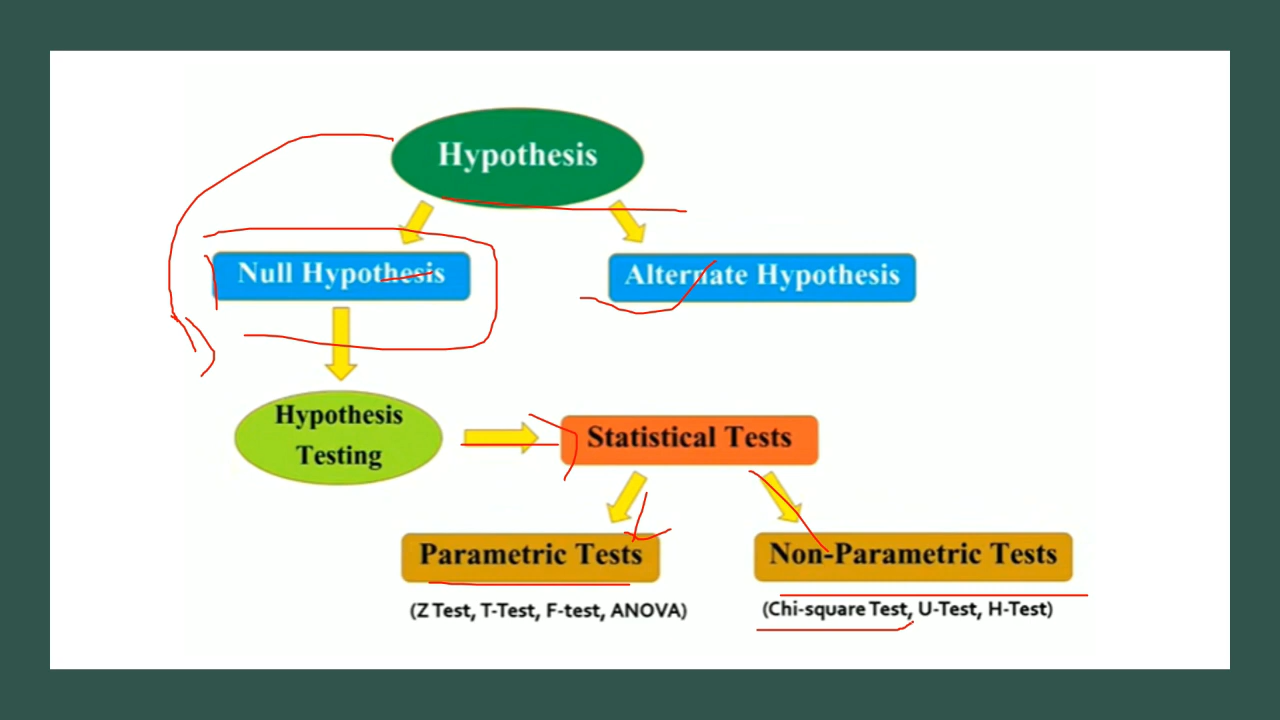 Hypothesis
Null Hypothesis
Alternate Hypothesis
Hypothesis
Testing
Statistical Tests
Parametric Tests
Non-Parametric Tests
(Z Test, T-Test, F-test, ANOVA)
(Chi-square Test, U-Test, H-Test)